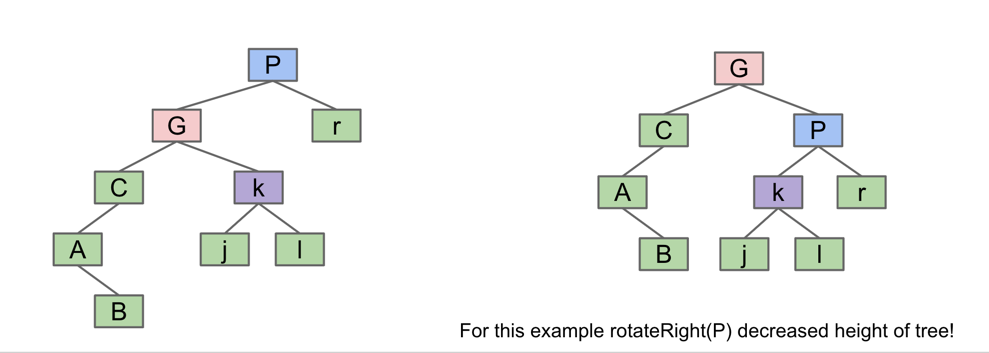 P
G
r
C
k
A
j
l
B
G
C
P
A
k
r
B
j
l
For this example rotateRight(P) decreased height of tree!